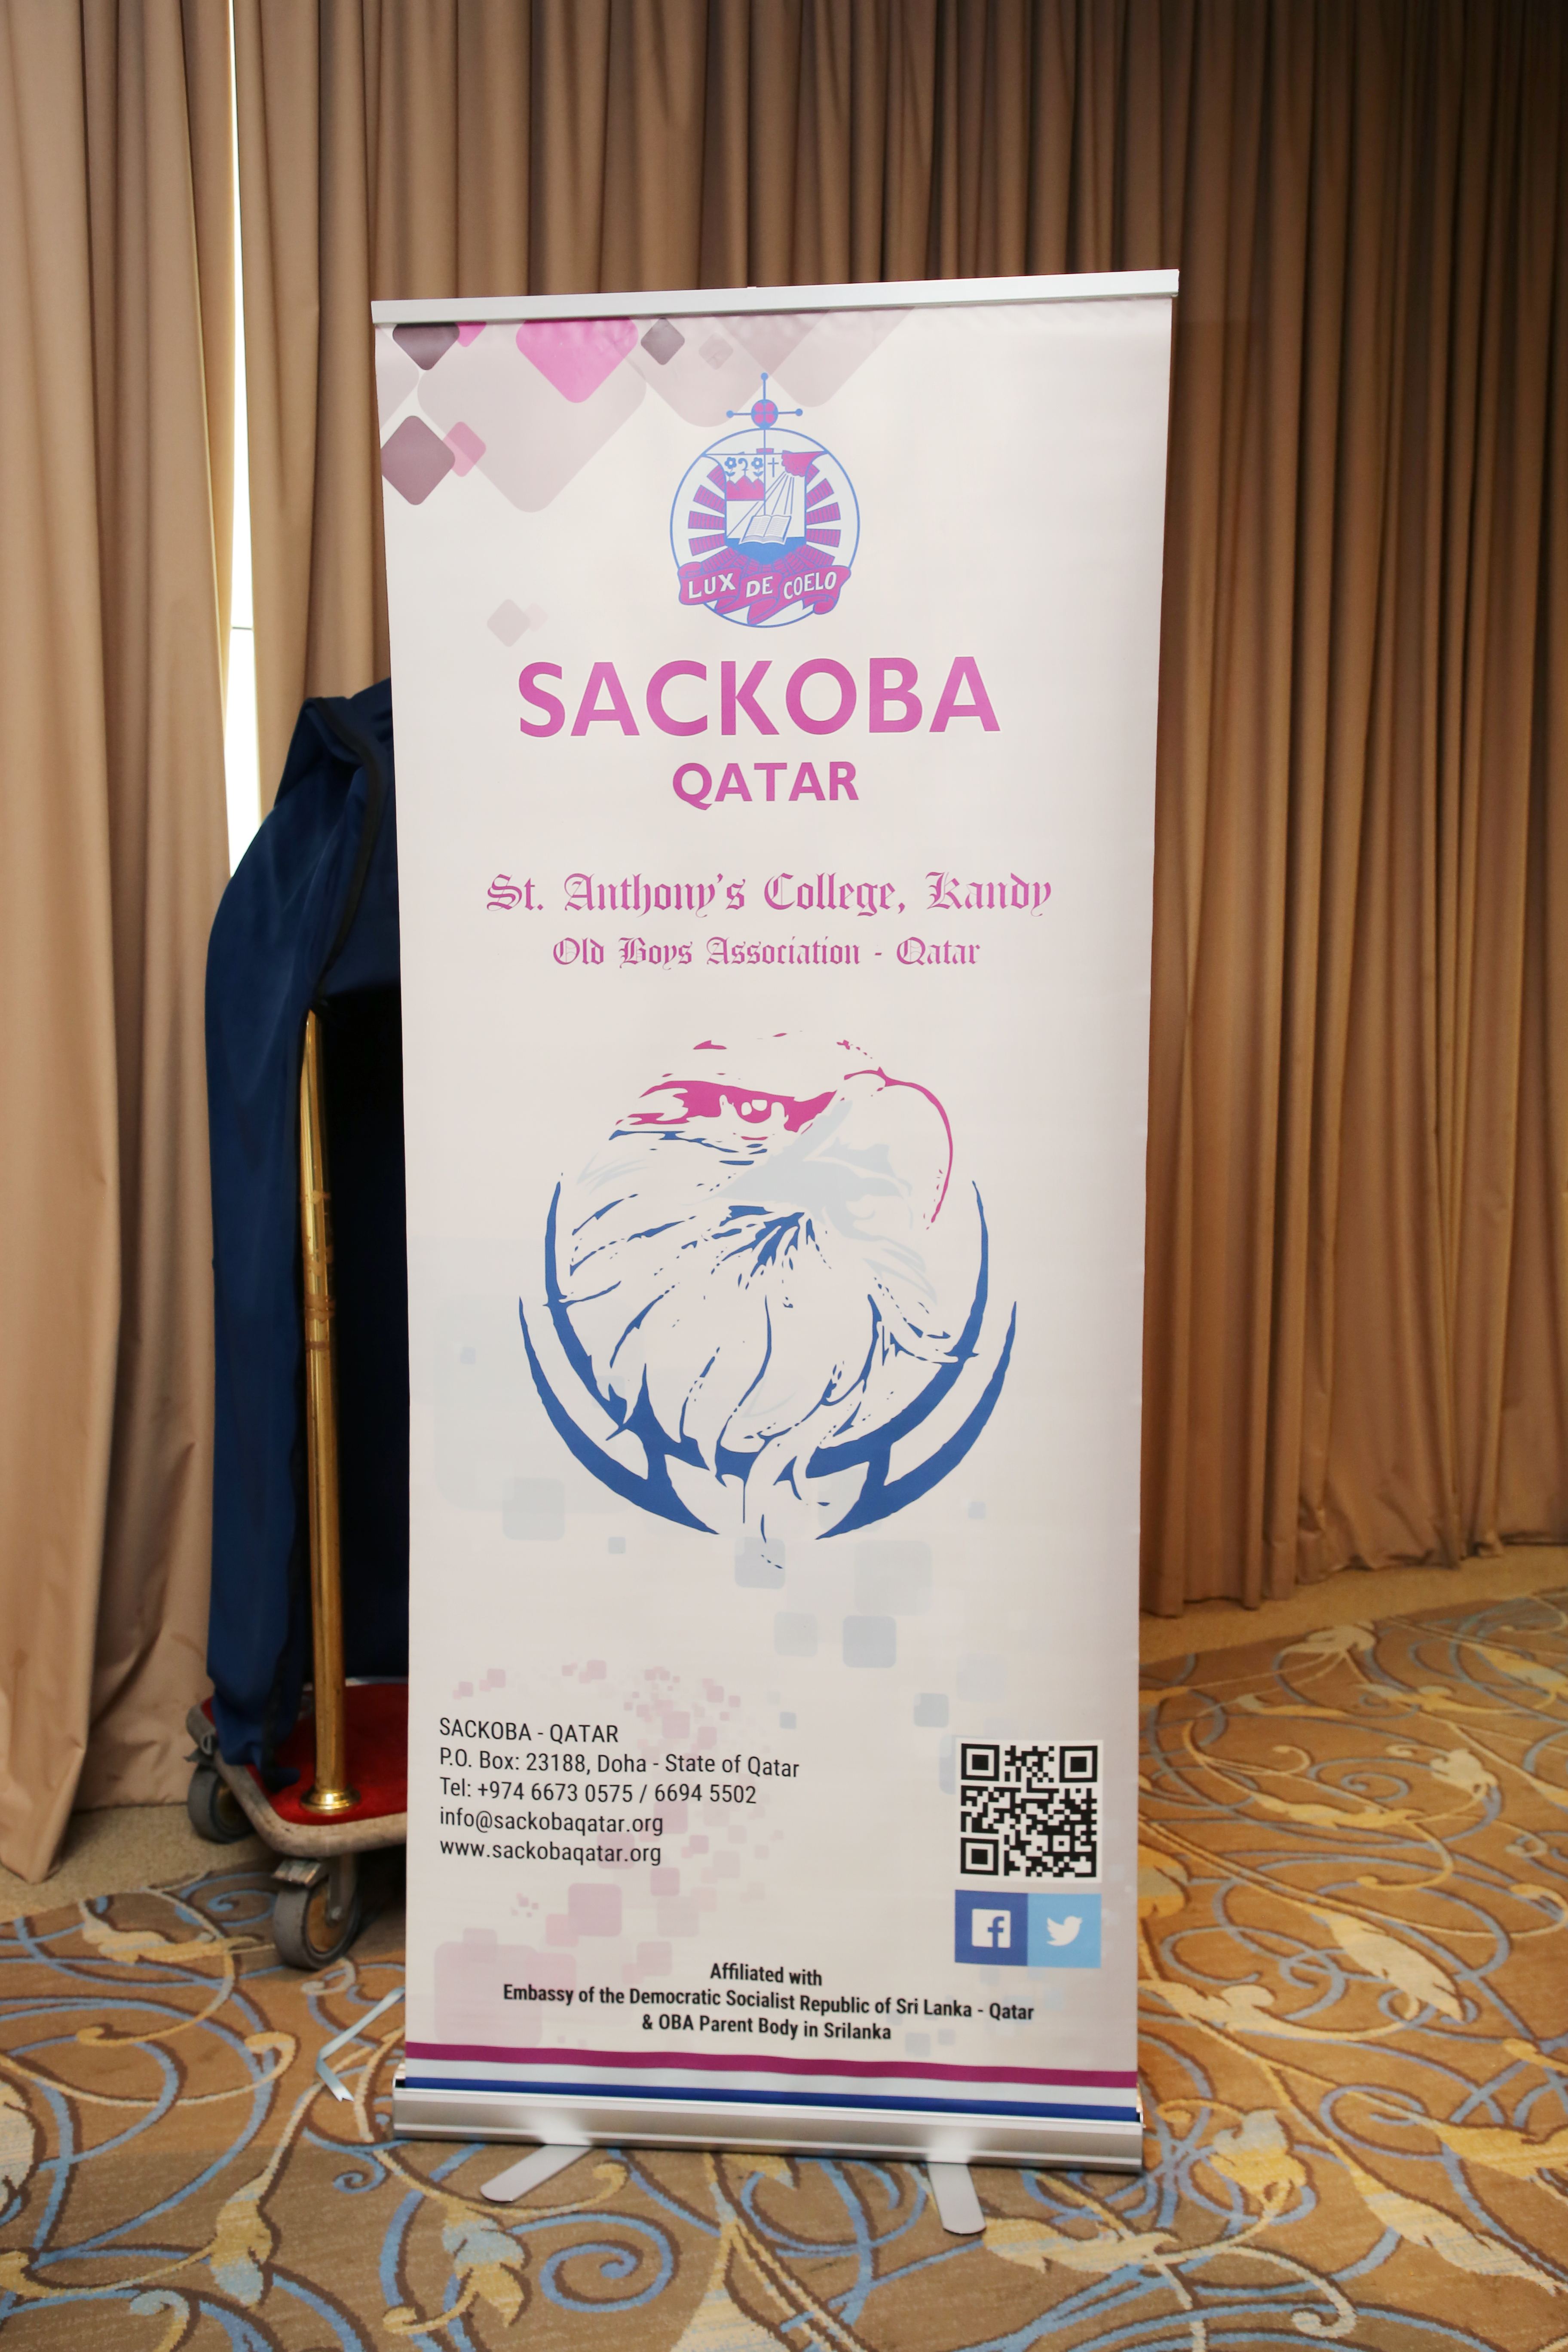 LUX DE COELO
SACKOBA
QATAR
St. Anthony's College, Kandy
Old Boys Association - Qatar
SACKOBA - QATAR
P.O. Box: 23188, Doha - State of Qatar
Tel: +974 6673 0575 / 6694 5502
info@sackobaqatar.org
www.sackobaqatar.org
Affiliated with
Embassy of the Democratic Socialist Republic of Sri Lanka - Qatar
& OBA Parent Body in Srilanka